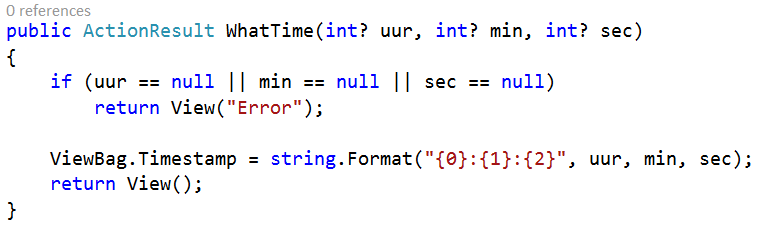 0 references
public ActionResult WhatTime(int? uur, int? min, int? sec)
{
    if (uur == null || min == null || sec == null)
        return View("Error");

    ViewBag.Timestamp = string.Format("{0}:{1}:{2}", uur, min, sec);
    return View();
}